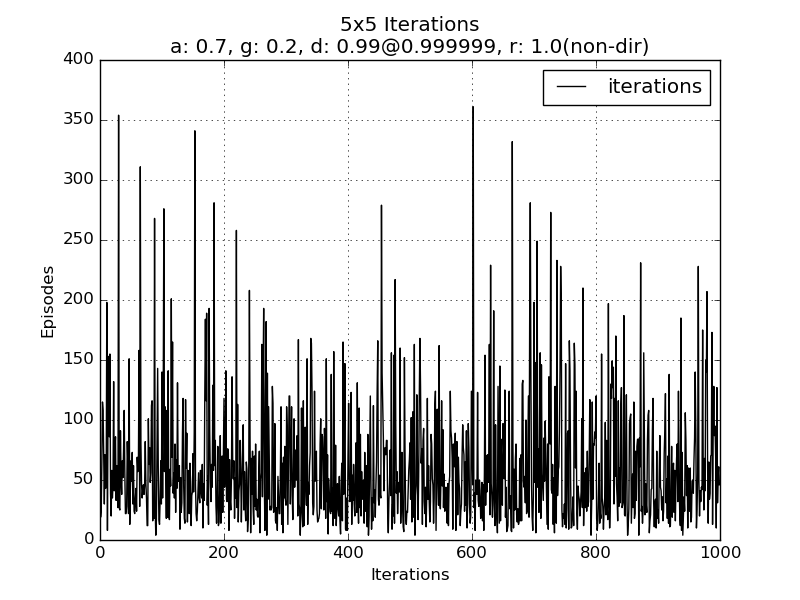 5x5 Iterations
a: 0.7, g: 0.2, d: 0.99@0.999999, r: 1.0(non-dir)
400
iterations
350
300
250
200
150
100
50
0
Episodes
0 200 400 600 800 1000
Iterations